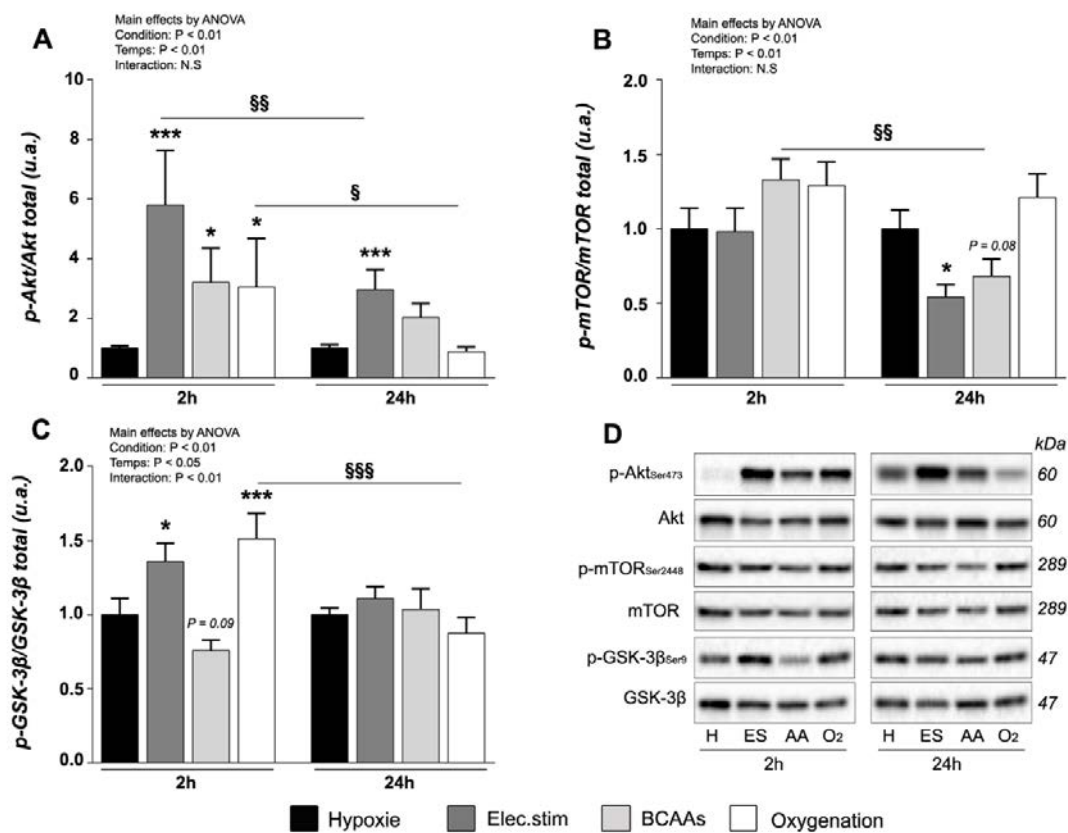 A
Main effects by ANOVA
Condition: P < 0.01
Temps: P < 0.01
Interaction: N.S
p-Akt/Akt total (u.a.)
10
8
6
4
2
0
***
*
*
§§
§
***
2h
24h
B
Main effects by ANOVA
Condition: P < 0.01
Temps: P < 0.01
Interaction: N.S
p-mTOR/mTOR total (u.a.)
2.0
1.5
1.0
0.5
0.0
§§
*
P = 0.08
2h
24h
C
Main effects by ANOVA
Condition: P < 0.01
Temps: P < 0.05
Interaction: P < 0.01
p-GSK-3β/GSK-3β total (u.a.)
2.0
1.5
1.0
0.5
0.0
*
P = 0.09
***
§§§
2h
24h
D
kDa
p-AktSer473
60
Akt
60
p-mTORSer2448
289
mTOR
289
p-GSK-3βSer9
47
GSK-3β
47
H ES AA O2 H ES AA O2
2h 24h
Hypoxie Elec.stim BCAAs Oxygenation